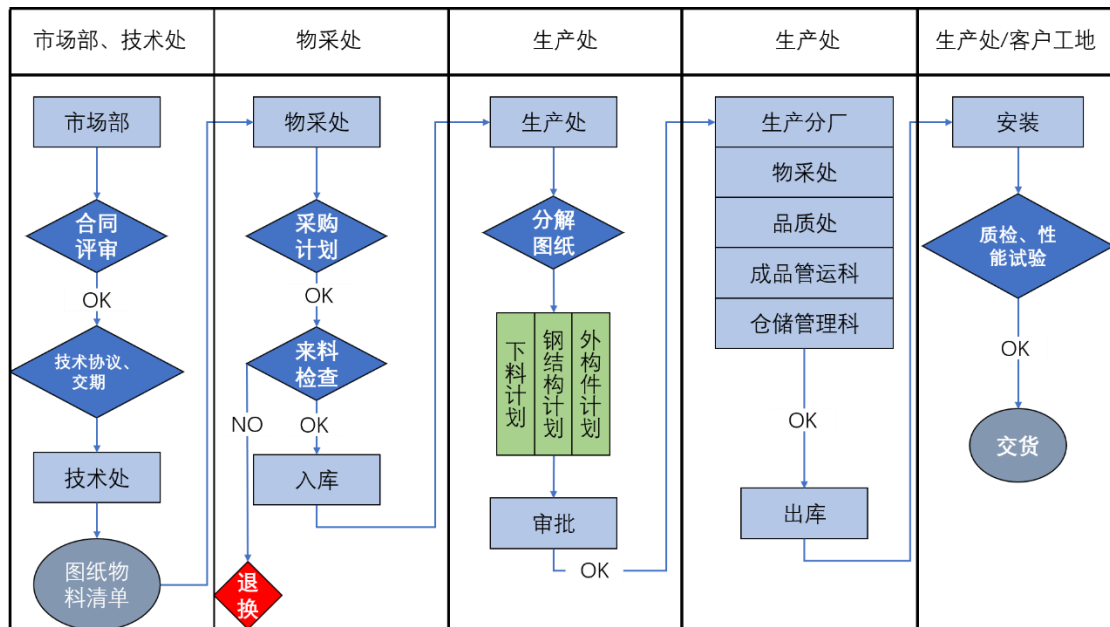 市场部、技术处
物采处
生产处
生产处
生产处/客户工地
市场部
合同
评审
OK
技术协议、
交期
技术处
图纸物
料清单
物采处
采购
计划
OK
来料
检查
NO
OK
入库
退
换
生产处
分解
图纸
下料计划
钢结构计划
外构件计划
审批
OK
生产分厂
物采处
品质处
成品管运科
仓储管理科
OK
出库
安装
质检、性
能试验
OK
交货